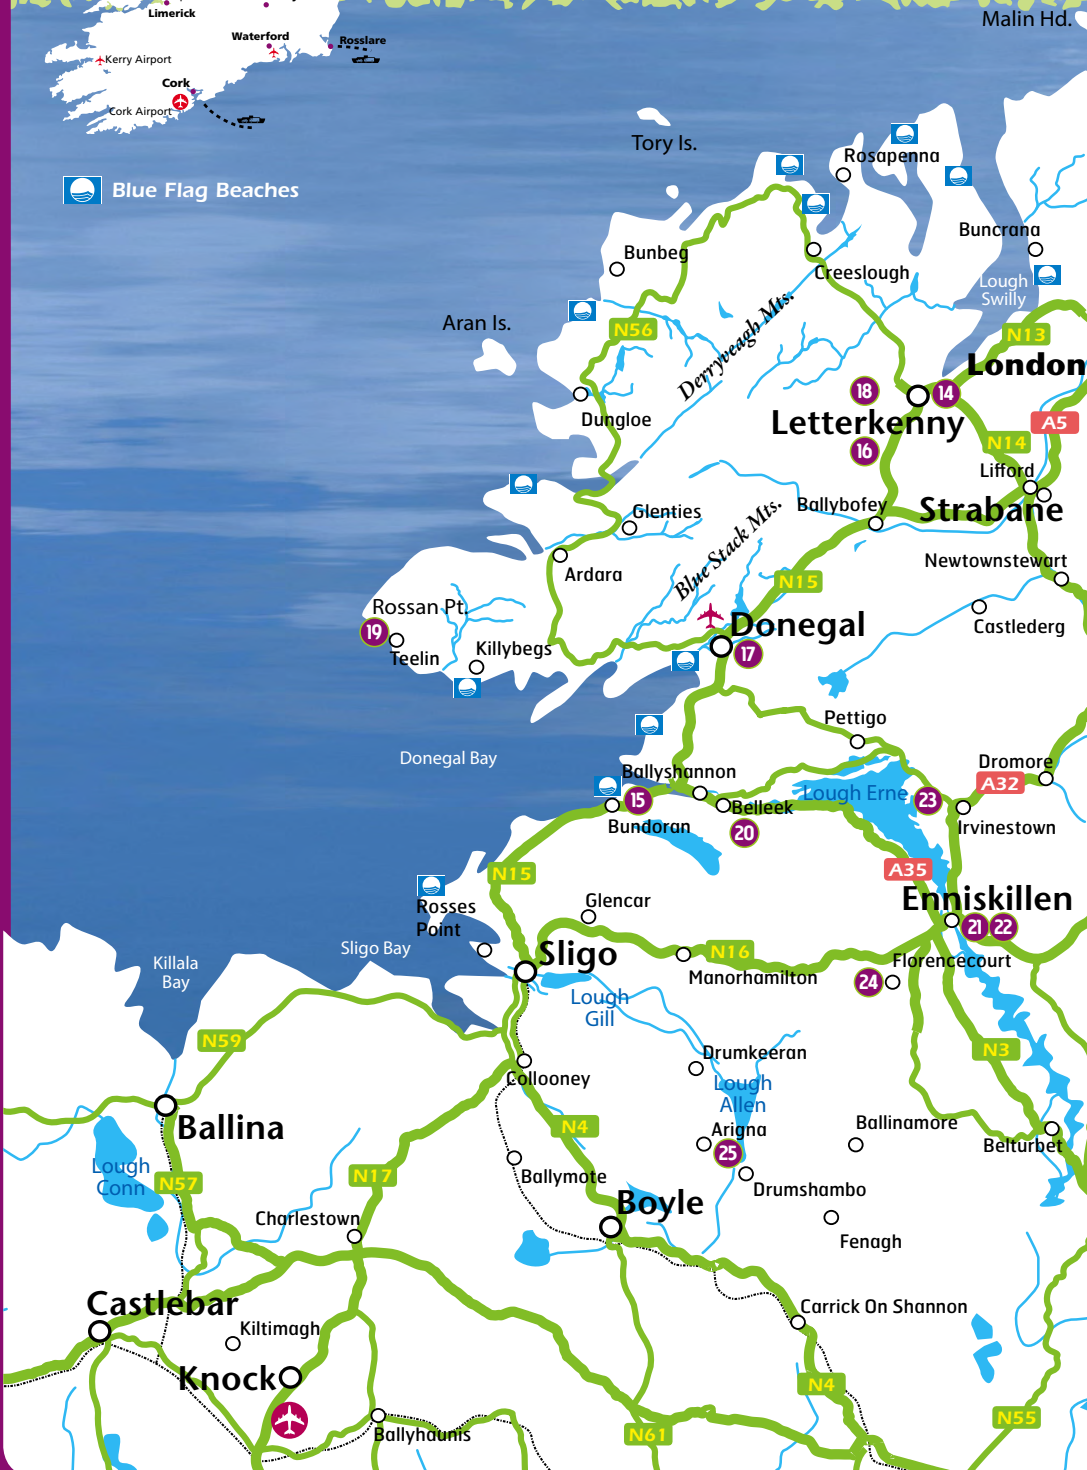 Limerick
Waterford
Rosslare
Kerry Airport
Cork
Cork Airport
Malin Hd.
Blue Flag Beaches
Tory Is.
Rosapenna
Buncrana
Bunbeg
Creeslough
Lough
Swilly
Aran Is.
N56
Derryveagh Mts.
N13
London
18
14
Letterkenny
A5
Dungloe
16
N14
Lifford
Glenties
Ballybofey
Strabane
Blue Stack Mts.
Ardara
N15
Newtownstewart
Rossan Pt.
19
Teelin
Killybegs
Donegal
17
Castlederg
Pettigo
Donegal Bay
Ballyshannon
Dromore
A32
15
Belleek
Lough Erne
23
Bundoran
20
Irvinestown
N15
A35
Rosses
Point
Glencar
Enniskillen
21
22
Sligo Bay
Sligo
N16
Florencecourt
Killala
Bay
Manorhamilton
24
Lough
Gill
N59
Drumkeeran
N3
Collooney
Lough
Allen
Ballina
N4
Arigna
Ballinamore
25
Belturbet
Lough
Conn
N57
N17
Ballymote
Drumshambo
Boyle
Charlestown
Fenagh
Castlebar
Carrick On Shannon
Kiltimagh
Knock
N4
Ballyhaunis
N61
N55